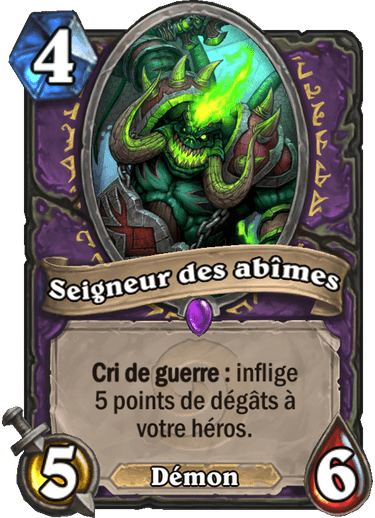 4
Seigneur des abîmes
Cri de guerre : inflige
5 points de dégâts à
votre héros.
5
Démon
6